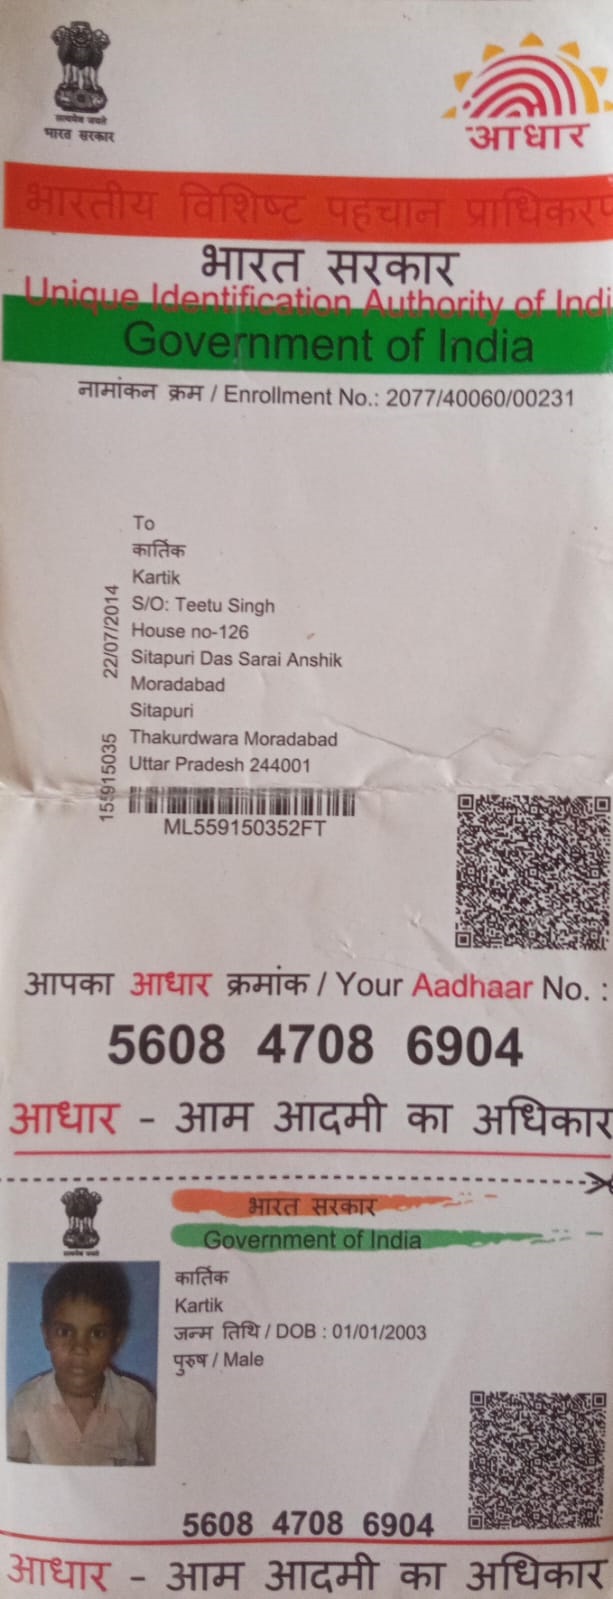 सत्यमेव जयते
भारत सरकार
आधार
भारतीय विशिष्ट पहचान प्राधिकरण
भारत सरकार
Unique Identification Authority of Indi
Government of India
नामांकन क्रम / Enrollment No.: 2077/40060/00231
To
कार्तिक
Kartik
S/O: Teetu Singh
House no-126
Sitapuri Das Sarai Anshik
Moradabad
Sitapuri
Thakurdwara Moradabad
Uttar Pradesh 244001
22/07/2014
155915035
ML559150352FT
आपका आधार क्रमांक / Your Aadhaar No. :
5608 4708 6904
आधार - आम आदमी का अधिकार
सत्यमेव जयते
भारत सरकार
Government of India
कार्तिक
Kartik
जन्म तिथि / DOB : 01/01/2003
पुरुष / Male
5608 4708 6904
आधार - आम आदमी का अधिकार